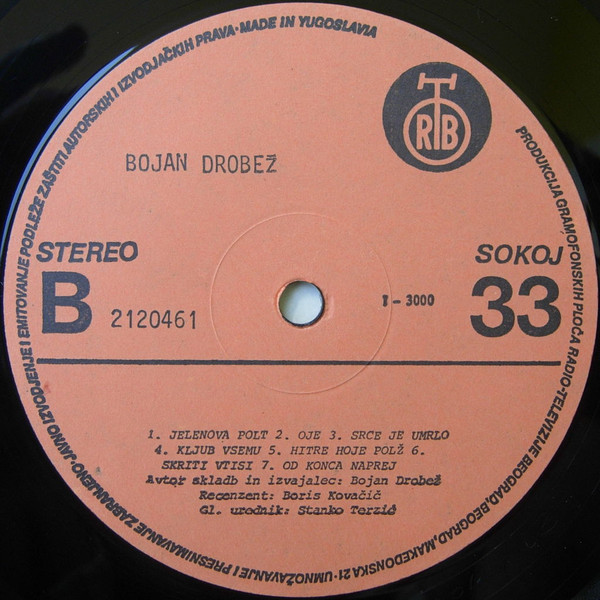 UMNOŽAVANJE I PRESNIMAVANJE ZABRANJENO·JAVNO IZVODJENJE I EMITOVANJE PODLEŽE ZAŠTITI AUTORSKIH I IZVODJAČKIH PRAVA·MADE IN YUGOSLAVIA
PRODUKCIJA GRAMOFONSKIH PLOČA RADIO-TELEVIZIJE BEOGRAD, BEOGRAD, MAKEDONSKA 21·
RTB
BOJAN DROBEŽ
STEREO
SOKOJ
B 2120461
I - 3000
33
1. JELENOVA POLT 2. OJE 3. SRCE JE UMRLO
4. KLJUB VSEMU 5. HITRE HOJE POLŽ 6.
SKRITI VTISI 7. OD KONCA NAPREJ
Avtor skladb in izvajalec: Bojan Drobež
Recenzent: Boris Kovačič
Gl. urednik: Stanko Terzić